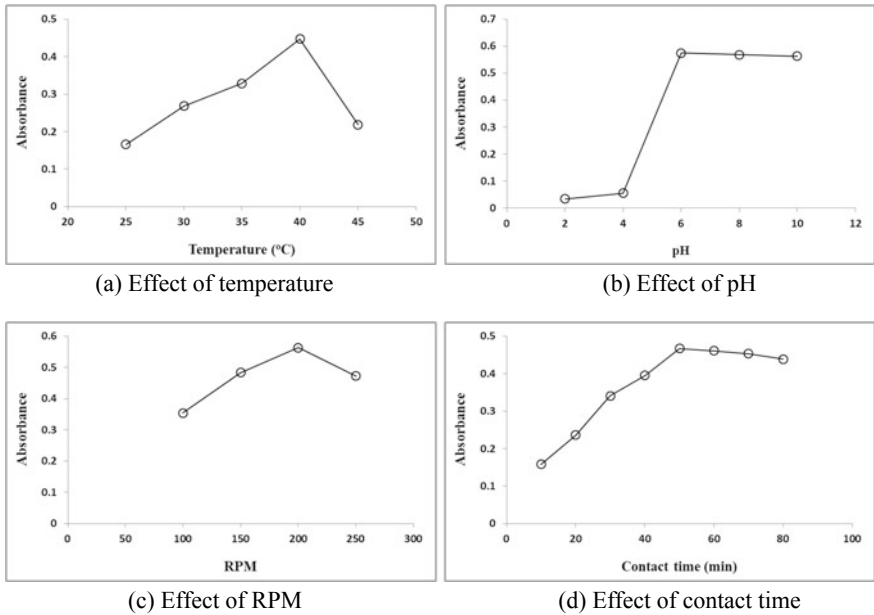 0.5
0.4
0.3
0.2
0.1
0
Absorbance
20 25 30 35 40 45 50
Temperature (°C)
(a) Effect of temperature
0.7
0.6
0.5
0.4
0.3
0.2
0.1
0
Absorbance
0 2 4 6 8 10 12
pH
(b) Effect of pH
0.6
0.5
0.4
0.3
0.2
0.1
0
Absorbance
0 50 100 150 200 250 300
RPM
(c) Effect of RPM
0.5
0.4
0.3
0.2
0.1
0
Absorbance
0 20 40 60 80 100
Contact time (min)
(d) Effect of contact time